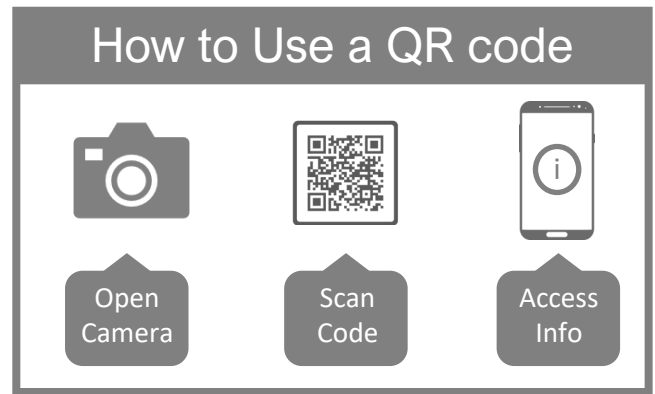 How to Use a QR code
i
Open
Camera
Scan
Code
Access
Info